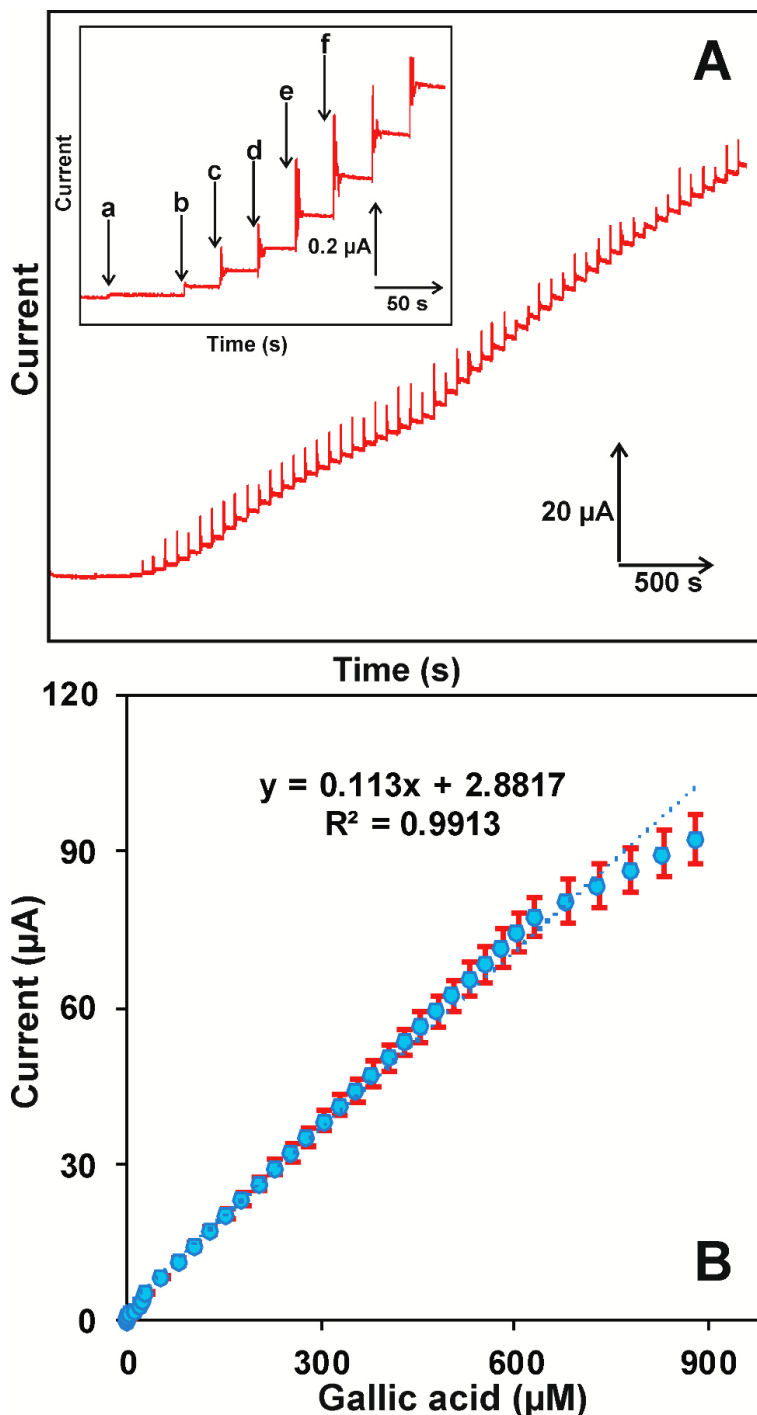 A
f
e
d
c
b
a
Current
0.2 µA
50 s
Time (s)
Current
20 µA
500 s
Time (s)
120
y = 0.113x + 2.8817
R² = 0.9913
90
60
30
0
Current (µA)
B
0
300
600
900
Gallic acid (µM)